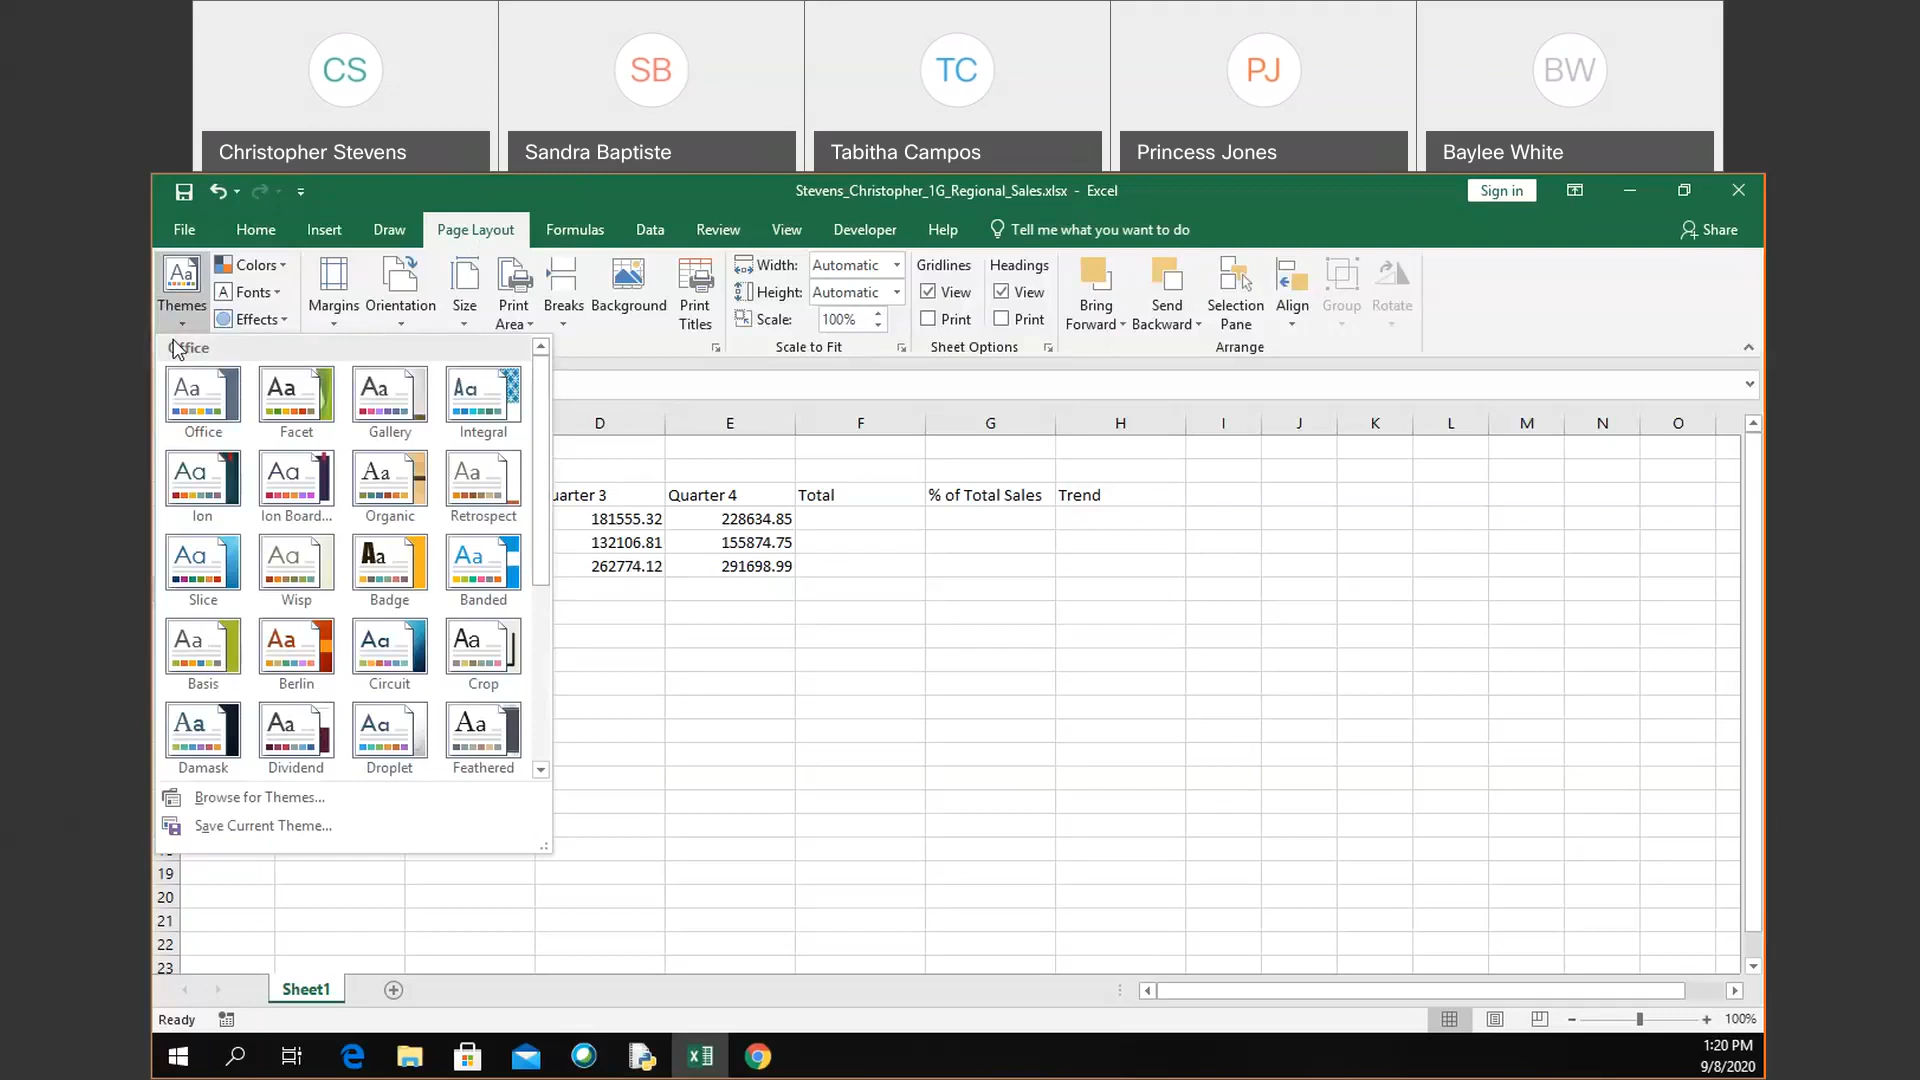 CS
SB
TC
PJ
BW
Christopher Stevens
Sandra Baptiste
Tabitha Campos
Princess Jones
Baylee White
Stevens_Christopher_1G_Regional_Sales.xlsx - Excel
Sign in
File Home Insert Draw Page Layout Formulas Data Review View Developer Help Tell me what you want to do Share
Themes
Colors
Fonts
Effects
Margins
Orientation
Size
Print Area
Breaks
Background
Print Titles
Width: Automatic
Height: Automatic
Scale: 100%
Scale to Fit
Gridlines
View
Print
Headings
View
Print
Sheet Options
Bring Forward
Send Backward
Selection Pane
Align
Group
Rotate
Arrange
Office
Aa Aa Aa Aa
Office Facet Gallery Integral
Aa Aa Aa Aa
Ion Ion Board... Organic Retrospect
Aa Aa Aa Aa
Slice Wisp Badge Banded
Aa Aa Aa Aa
Basis Berlin Circuit Crop
Aa Aa Aa Aa
Damask Dividend Droplet Feathered
Browse for Themes...
Save Current Theme...
D E F G H I J K L M N O
uarter 3 Quarter 4 Total % of Total Sales Trend
181555.32 228634.85
132106.81 155874.75
262774.12 291698.99
19
20
21
22
23
Sheet1
Ready
100%
1:20 PM
9/8/2020